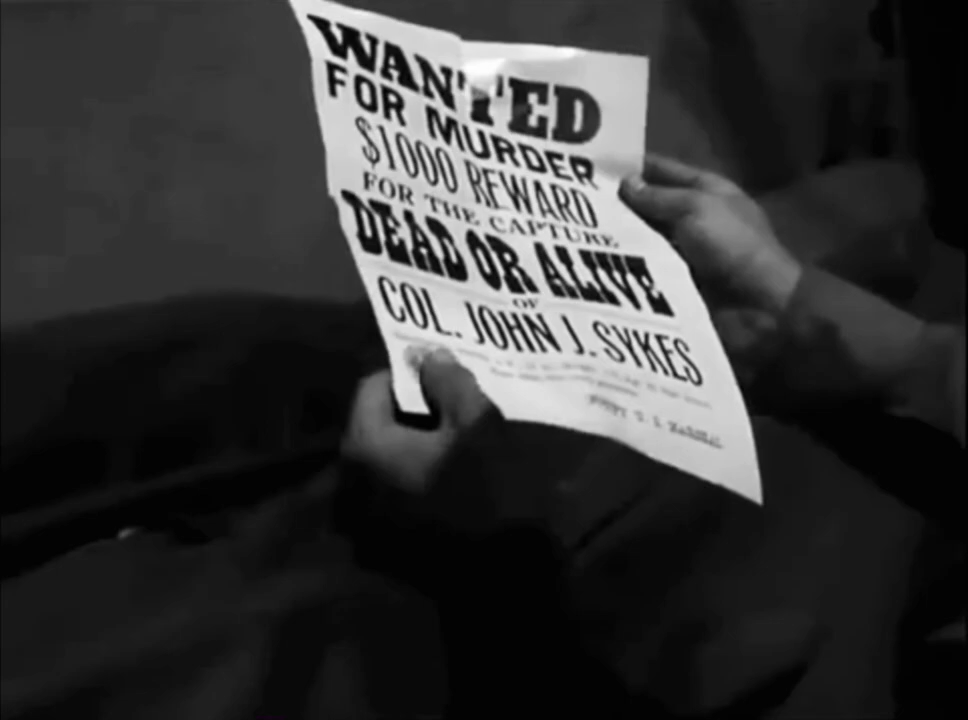 WANTED
FOR MURDER
$1000 REWARD
FOR THE CAPTURE
DEAD OR ALIVE
OF
COL. JOHN J. SYKES